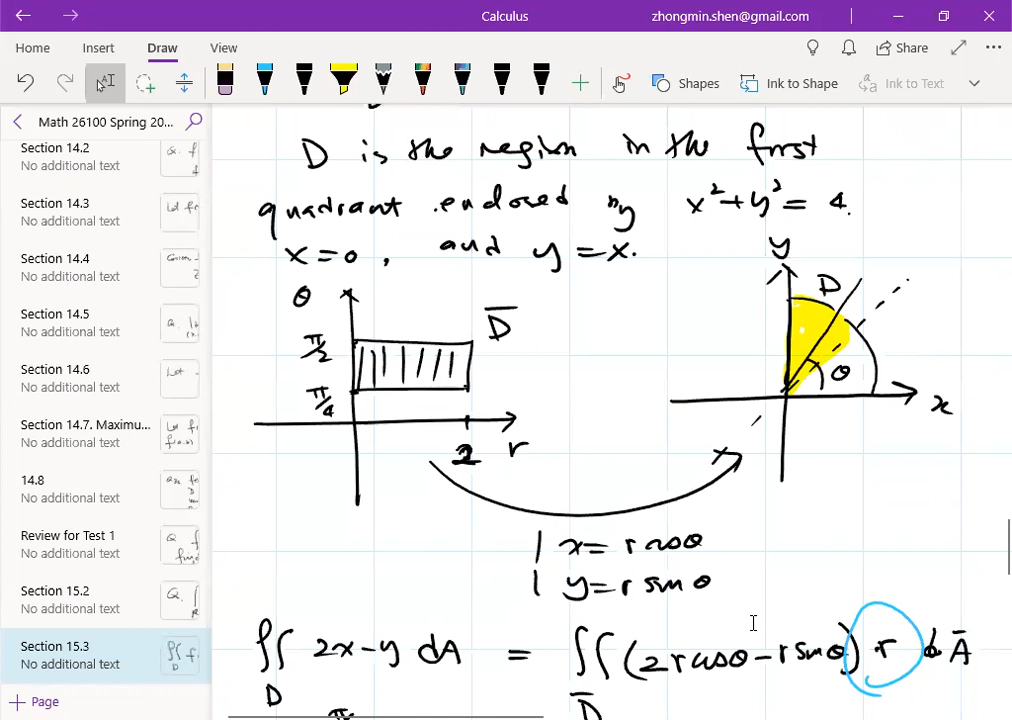 Calculus
zhongmin.shen@gmail.com
Home
Insert
Draw
View
Share
Shapes
Ink to Shape
Ink to Text
Math 26100 Spring 20...
Section 14.2
No additional text
Section 14.3
No additional text
Section 14.4
No additional text
Section 14.5
No additional text
Section 14.6
No additional text
Section 14.7. Maximu...
No additional text
14.8
No additional text
Review for Test 1
No additional text
Section 15.2
No additional text
Section 15.3
No additional text
Page
D is the region in the first
quadrant enclosed by x²+y²=4.
x=0, and y=x.
θ
D̅
π/2
π/4
2
r
y
D
θ
x
x= r cosθ
y= r sinθ
∬ 2x-y dA = ∬ (2r cosθ - r sinθ) r dA̅
D
D̅